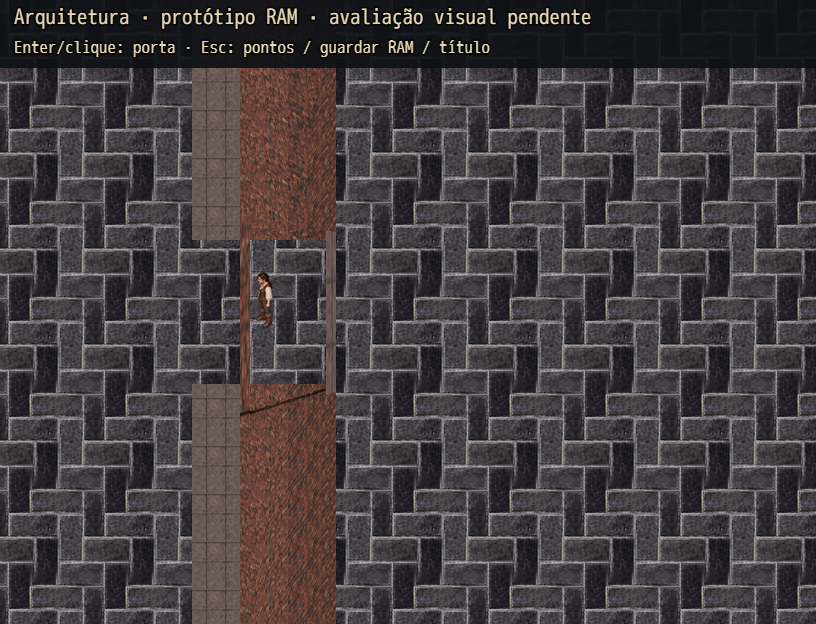 Arquitetura · protótipo RAM · avaliação visual pendente
Enter/clique: porta · Esc: pontos / guardar RAM / título